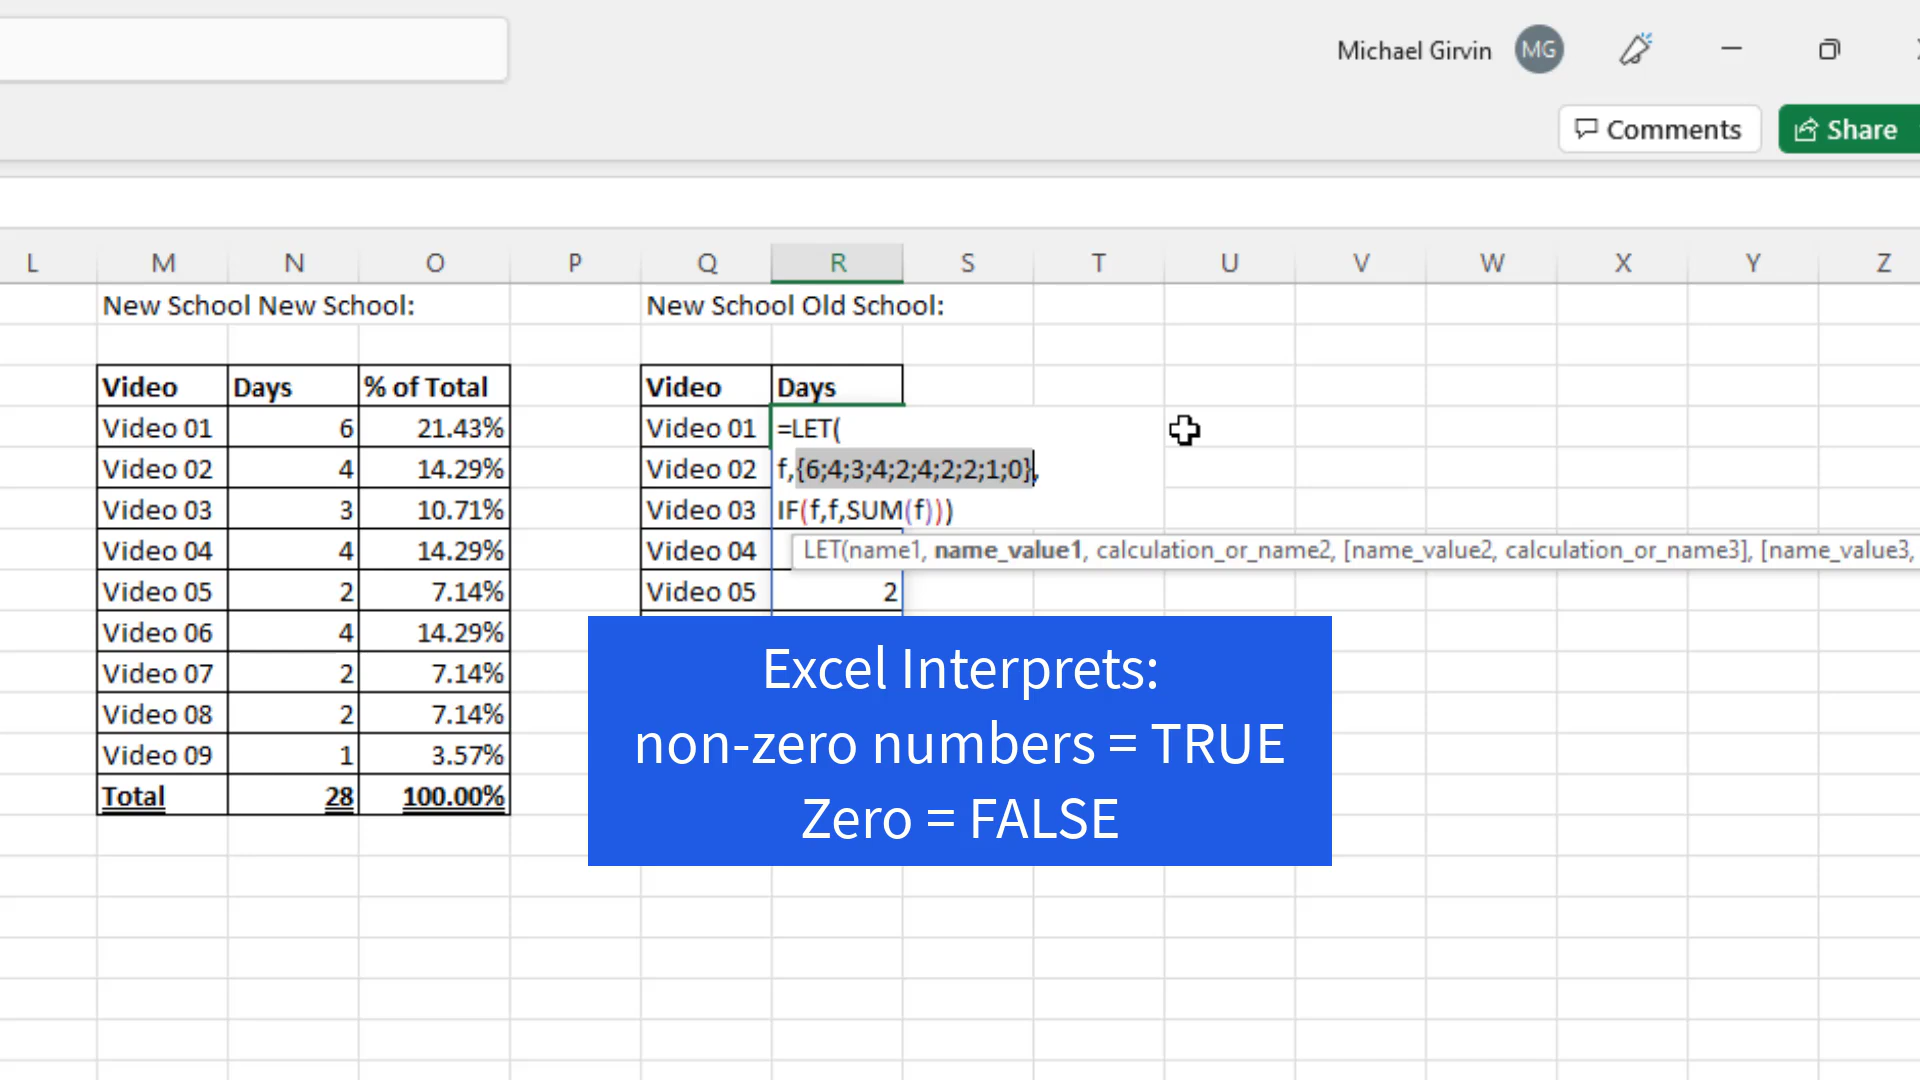 Michael Girvin MG
Comments Share
L M N O P Q R S T U V W X Y Z
New School New School: New School Old School:
Video Days % of Total Video Days
Video 01 6 21.43% Video 01 =LET(
Video 02 4 14.29% Video 02 f,{6;4;3;4;2;4;2;2;1;0},
Video 03 3 10.71% Video 03 IF(f,f,SUM(f)))
Video 04 4 14.29% Video 04 LET(name1, name_value1, calculation_or_name2, [name_value2, calculation_or_name3], [name_value3,
Video 05 2 7.14% Video 05 2
Video 06 4 14.29%
Video 07 2 7.14%
Video 08 2 7.14%
Video 09 1 3.57%
Total 28 100.00%
Excel Interprets:
non-zero numbers = TRUE
Zero = FALSE